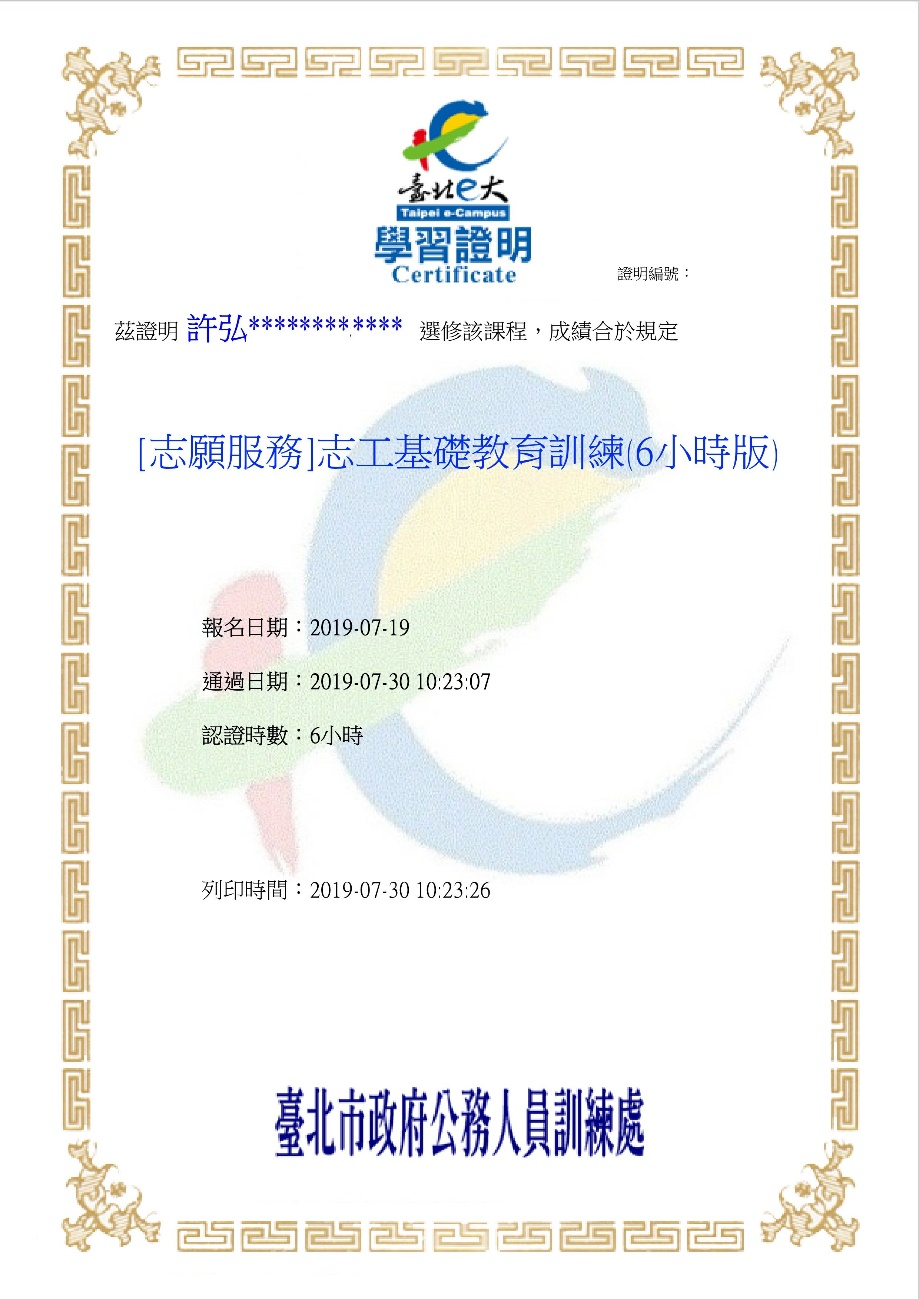 臺北e大
Taipei e-Campus
學習證明
Certificate
證明編號：
茲證明 許弘************ 選修該課程，成績合於規定
[志願服務]志工基礎教育訓練(6小時版)
報名日期：2019-07-19
通過日期：2019-07-30 10:23:07
認證時數：6小時
列印時間：2019-07-30 10:23:26
臺北市政府公務人員訓練處